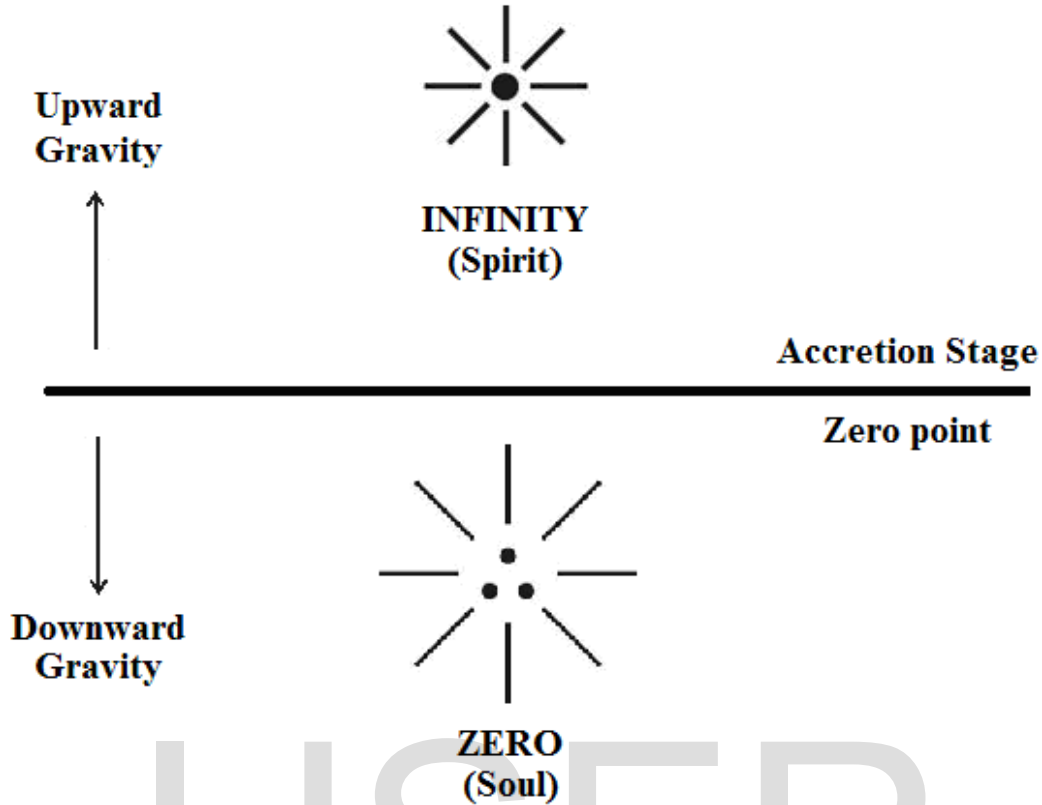 Upward
Gravity
INFINITY
(Spirit)
Accretion Stage
Zero point
Downward
Gravity
ZERO
(Soul)